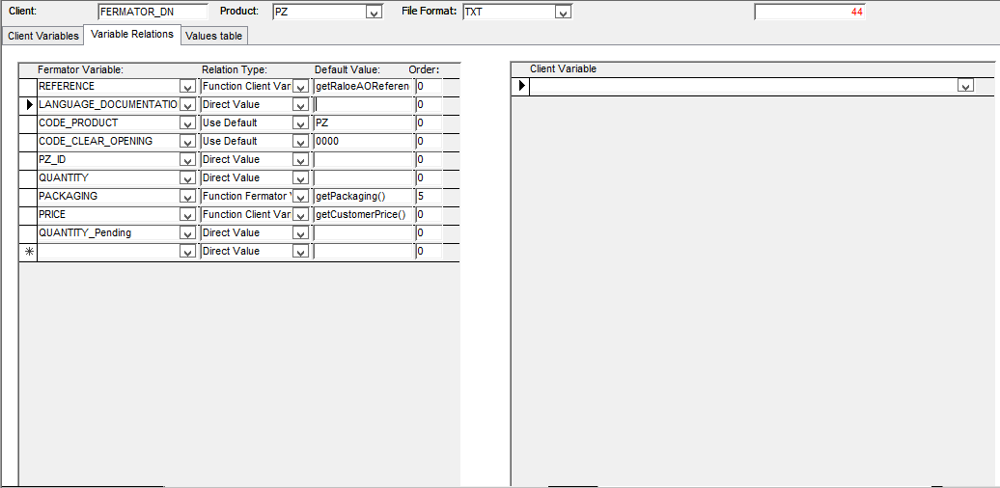 Client: FERMATOR_DN Product: PZ File Format: TXT 44
Client Variables Variable Relations Values table
Fermator Variable: Relation Type: Default Value: Order: Client Variable
REFERENCE Function Client Var getRaloeAOReferen 0
LANGUAGE_DOCUMENTATIO Direct Value 0
CODE_PRODUCT Use Default PZ 0
CODE_CLEAR_OPENING Use Default 0000 0
PZ_ID Direct Value 0
QUANTITY Direct Value 0
PACKAGING Function Fermator V getPackaging() 5
PRICE Function Client Var getCustomerPrice() 0
QUANTITY_Pending Direct Value 0
Direct Value 0